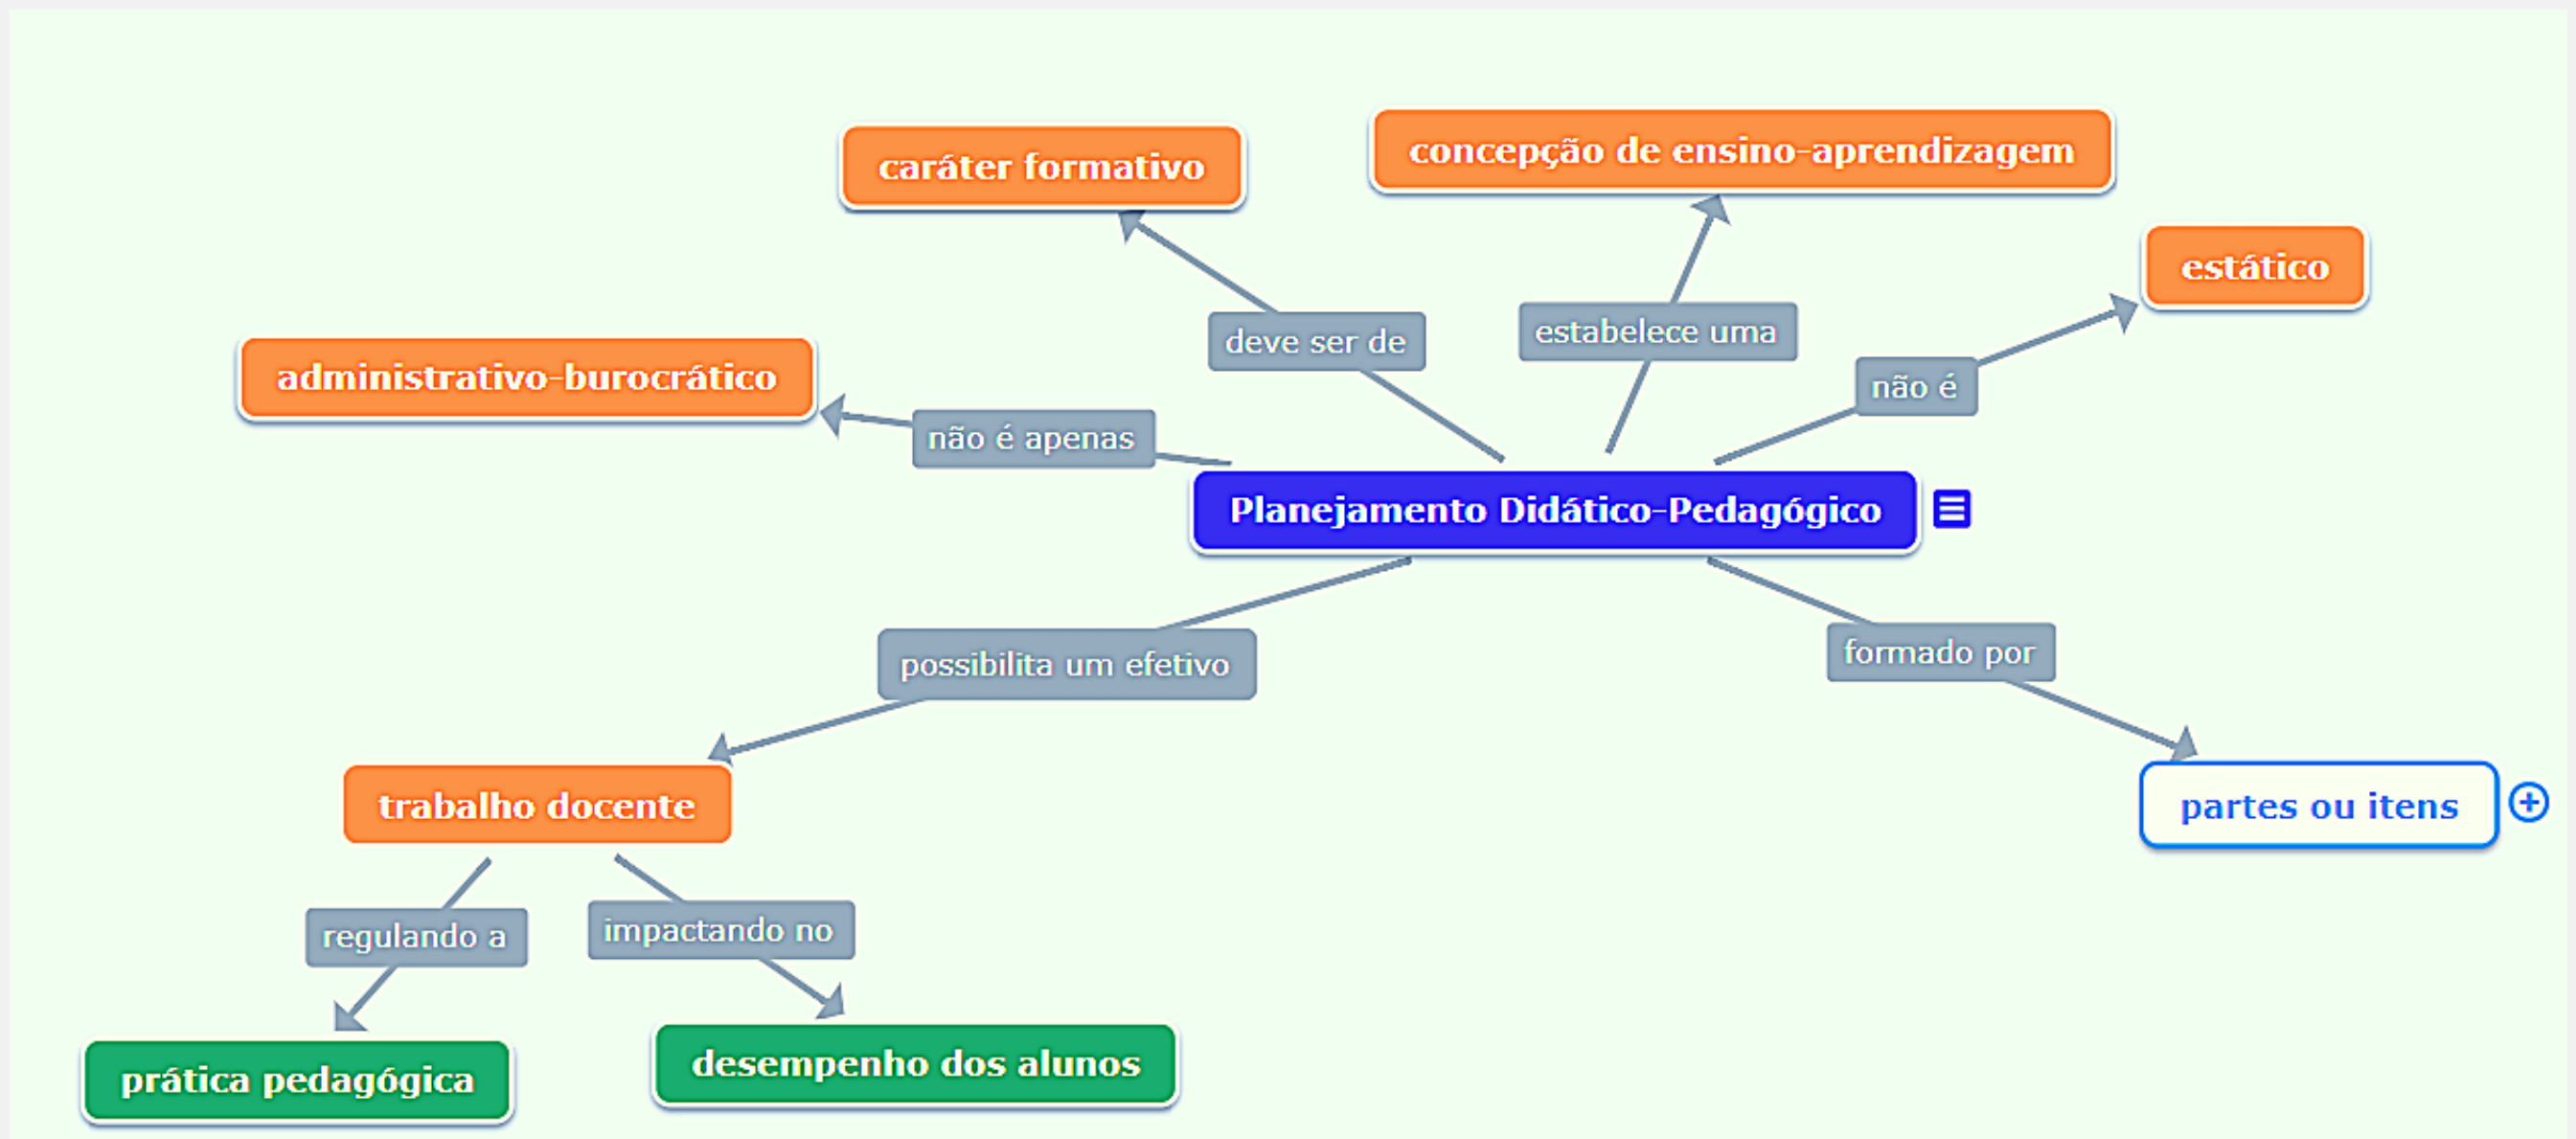 concepção de ensino-aprendizagem
caráter formativo
estático
deve ser de
estabelece uma
administrativo-burocrático
não é
não é apenas
Planejamento Didático-Pedagógico
possibilita um efetivo
formado por
trabalho docente
partes ou itens
regulando a
impactando no
prática pedagógica
desempenho dos alunos